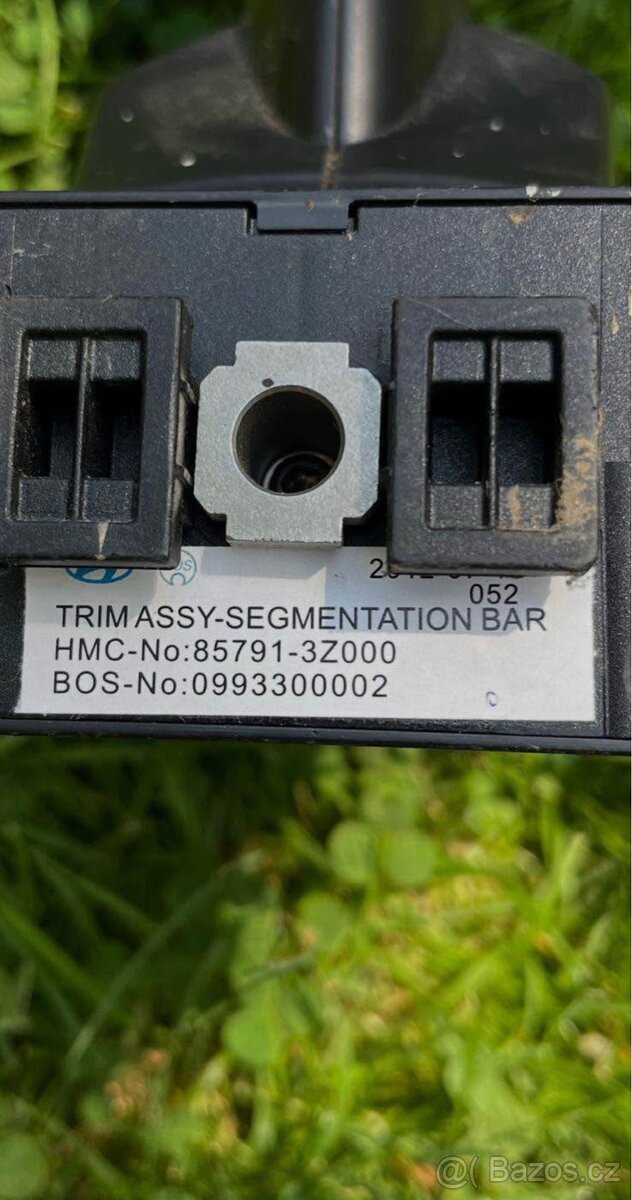 052
TRIM ASSY-SEGMENTATION BAR
HMC-No:85791-3Z000
BOS-No:0993300002
@( Bazos.cz